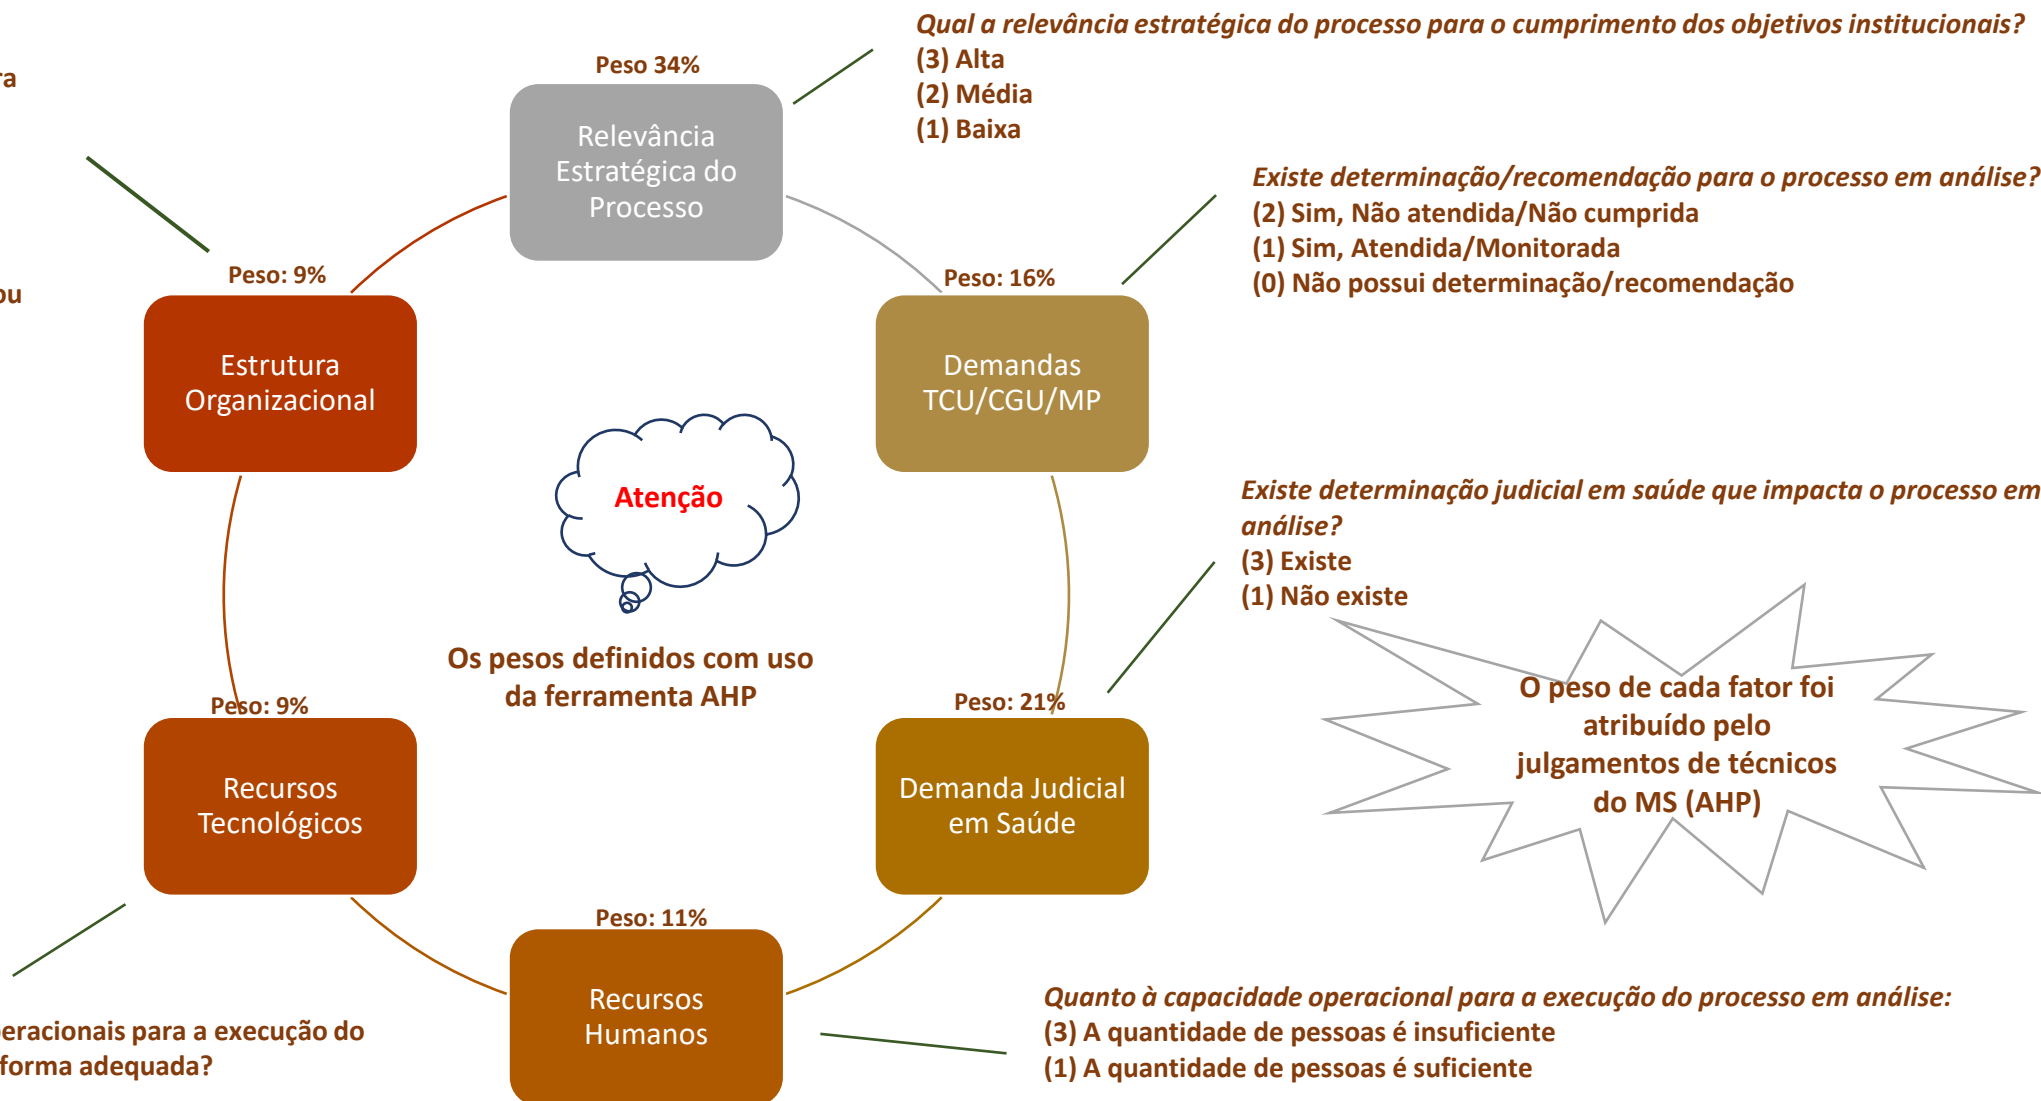 Qual a relevância estratégica do processo para o cumprimento dos objetivos institucionais?
(3) Alta
(2) Média
(1) Baixa
Peso 34%
Relevância
Estratégica do
Processo
Existe determinação/recomendação para o processo em análise?
(2) Sim, Não atendida/Não cumprida
(1) Sim, Atendida/Monitorada
(0) Não possui determinação/recomendação
Peso: 9%
Estrutura
Organizacional
Peso: 16%
Demandas
TCU/CGU/MP
Atenção
Os pesos definidos com uso
da ferramenta AHP
Existe determinação judicial em saúde que impacta o processo em
análise?
(3) Existe
(1) Não existe
O peso de cada fator foi
atribuído pelo
julgamentos de técnicos
do MS (AHP)
Peso: 9%
Recursos
Tecnológicos
Peso: 21%
Demanda Judicial
em Saúde
Peso: 11%
Recursos
Humanos
Quanto à capacidade operacional para a execução do processo em análise:
(3) A quantidade de pessoas é insuficiente
(1) A quantidade de pessoas é suficiente
para a execução do
forma adequada?